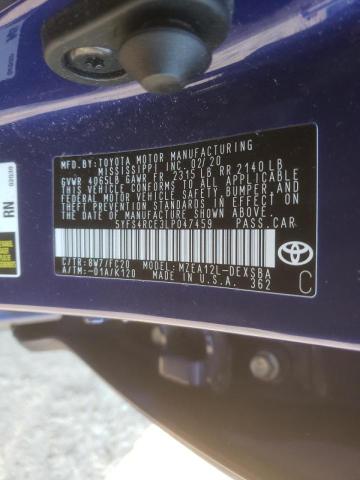 MFD.BY:TOYOTA MOTOR MANUFACTURING
MISSISSIPPI, INC. 02/20
GVWR 4065LB GAWR FR 2315 LB RR 2140 LB
THIS VEHICLE CONFORMS TO ALL APPLICABLE
FEDERAL MOTOR VEHICLE SAFETY, BUMPER, AND
THEFT PREVENTION STANDARDS IN EFFECT ON
THE DATE OF MANUFACTURE SHOWN ABOVE.
5YFS4RCE3LP047459 PASS.CAR
C/TR:8W7/FC20 MODEL:MZEA12L-DEXSBA
A/TM:-01A/K120 MADE IN U.S.A. 362
C
RN